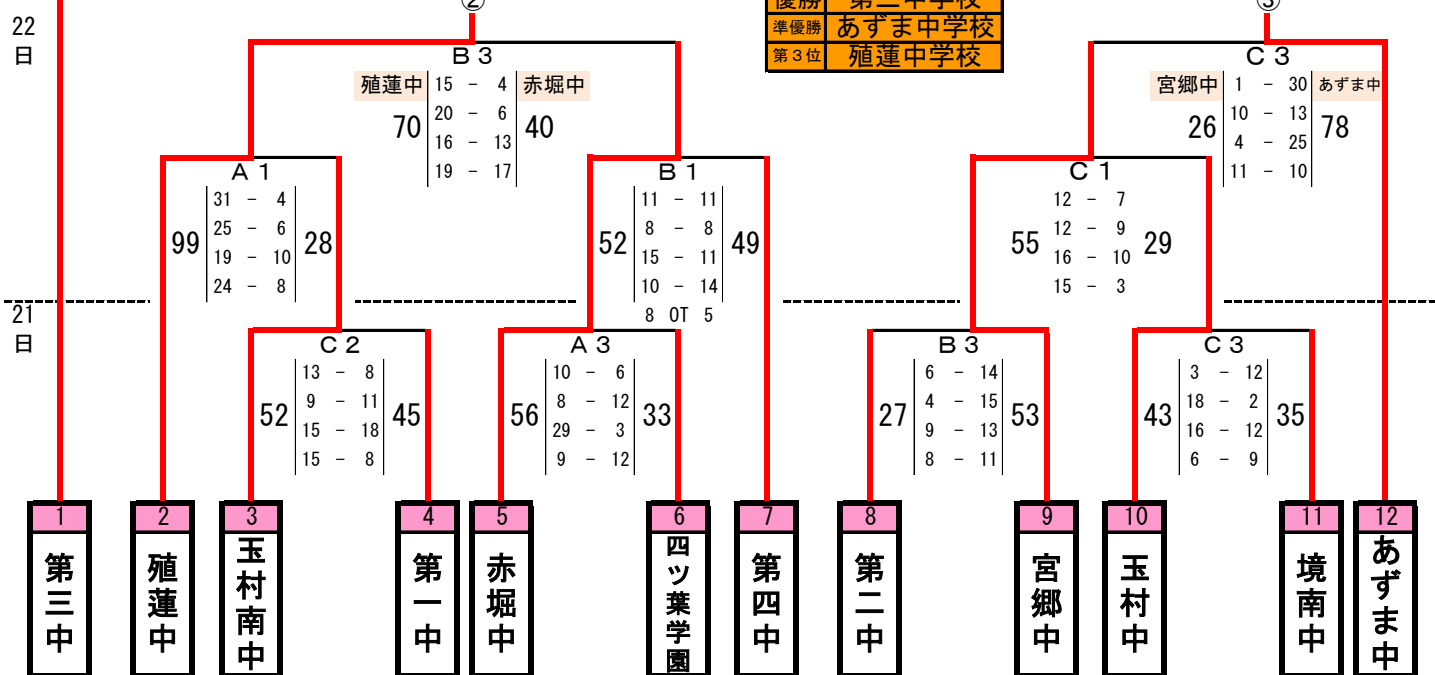 ② ③
優勝 第三中学校
準優勝 あずま中学校
第3位 殖蓮中学校
22
日
B3
殖蓮中 15 - 4 赤堀中
20 - 6
70 40
16 - 13
19 - 17
C3
宮郷中 1 - 30 あずま中
10 - 13
26 78
4 - 25
11 - 10
A1
31 - 4
25 - 6
99 28
19 - 10
24 - 8
B1
11 - 11
8 - 8
52 49
15 - 11
10 - 14
8 OT 5
C1
12 - 7
12 - 9
55 29
16 - 10
15 - 3
21
日
C2
13 - 8
9 - 11
52 45
15 - 18
15 - 8
A3
10 - 6
8 - 12
56 33
29 - 3
9 - 12
B3
6 - 14
4 - 15
27 53
9 - 13
8 - 11
C3
3 - 12
18 - 2
43 35
16 - 12
6 - 9
1 2 3 4 5 6 7 8 9 10 11 12
第三中
殖蓮中
玉村南中
第一中
赤堀中
四ツ葉学園
第四中
第二中
宮郷中
玉村中
境南中
あずま中